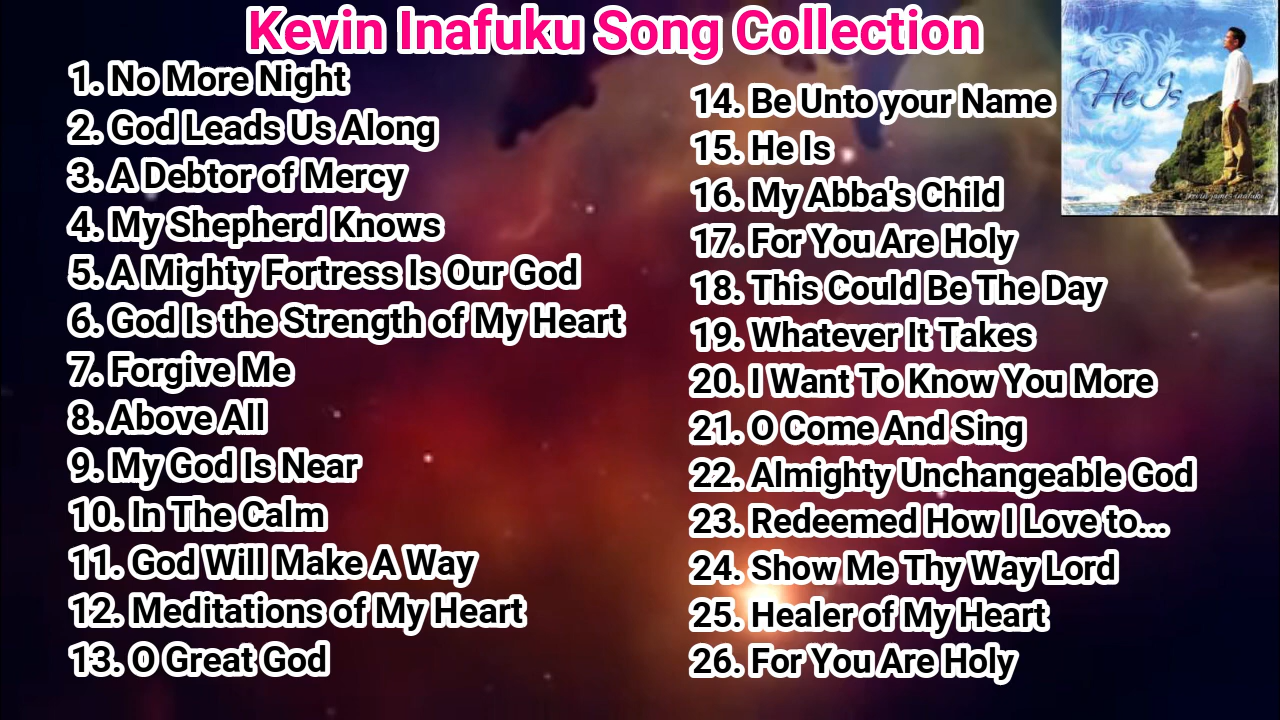 Kevin Inafuku Song Collection
1. No More Night
2. God Leads Us Along
3. A Debtor of Mercy
4. My Shepherd Knows
5. A Mighty Fortress Is Our God
6. God Is the Strength of My Heart
7. Forgive Me
8. Above All
9. My God Is Near
10. In The Calm
11. God Will Make A Way
12. Meditations of My Heart
13. O Great God
14. Be Unto your Name
15. He Is
16. My Abba's Child
17. For You Are Holy
18. This Could Be The Day
19. Whatever It Takes
20. I Want To Know You More
21. O Come And Sing
22. Almighty Unchangeable God
23. Redeemed How I Love to...
24. Show Me Thy Way Lord
25. Healer of My Heart
26. For You Are Holy
He Is
kevin james inafuku